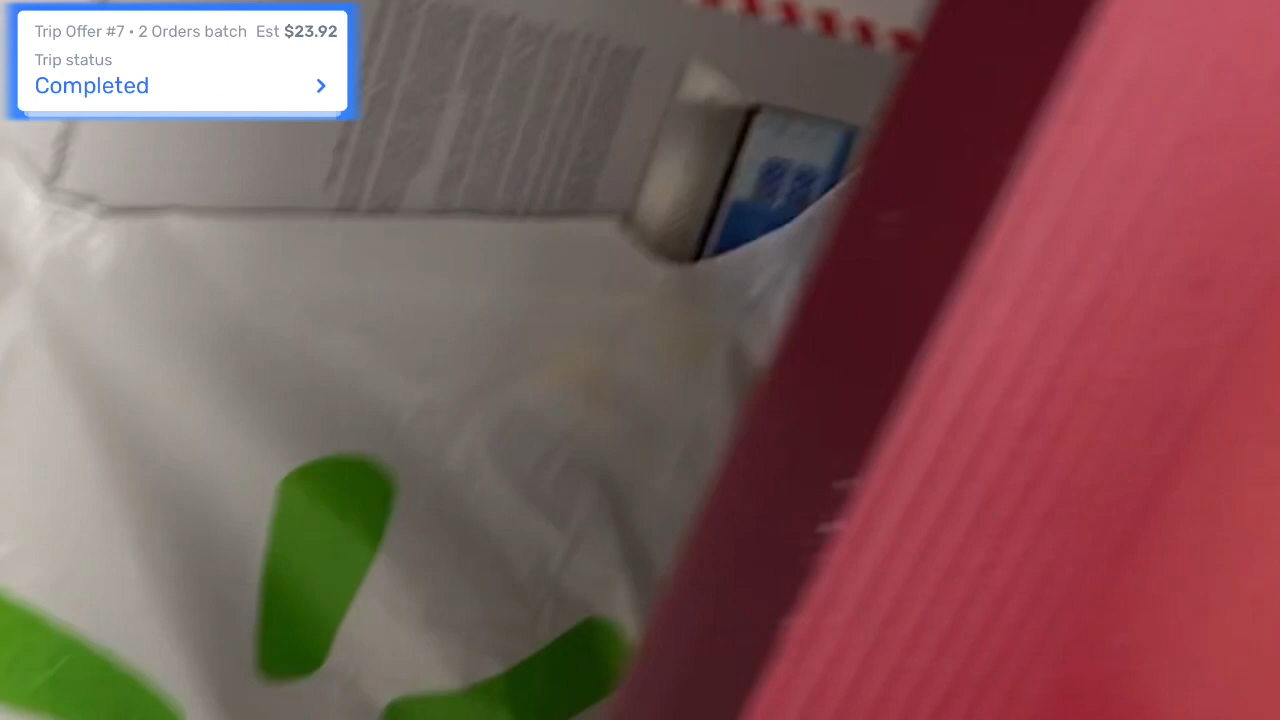 Trip Offer #7 • 2 Orders batch Est $23.92
Trip status
Completed